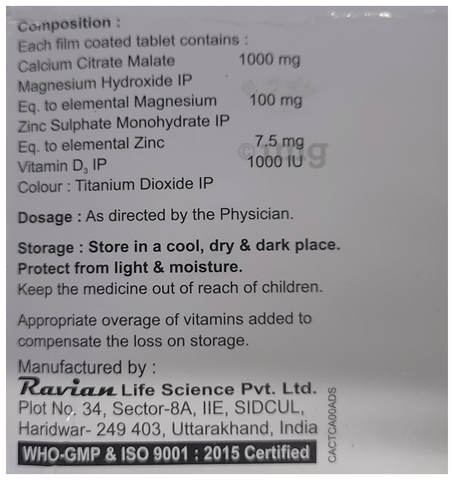 Composition :
Each film coated tablet contains :
Calcium Citrate Malate 1000 mg
Magnesium Hydroxide IP
Eq. to elemental Magnesium 100 mg
Zinc Sulphate Monohydrate IP
Eq. to elemental Zinc 7.5 mg
Vitamin D₃ IP 1000 IU
Colour : Titanium Dioxide IP
Dosage : As directed by the Physician.
Storage : Store in a cool, dry & dark place.
Protect from light & moisture.
Keep the medicine out of reach of children.
Appropriate overage of vitamins added to
compensate the loss on storage.
Manufactured by :
Ravian Life Science Pvt. Ltd.
Plot No. 34, Sector-8A, IIE, SIDCUL,
Haridwar- 249 403, Uttarakhand, India
WHO-GMP & ISO 9001 : 2015 Certified
CACTCA00ADS